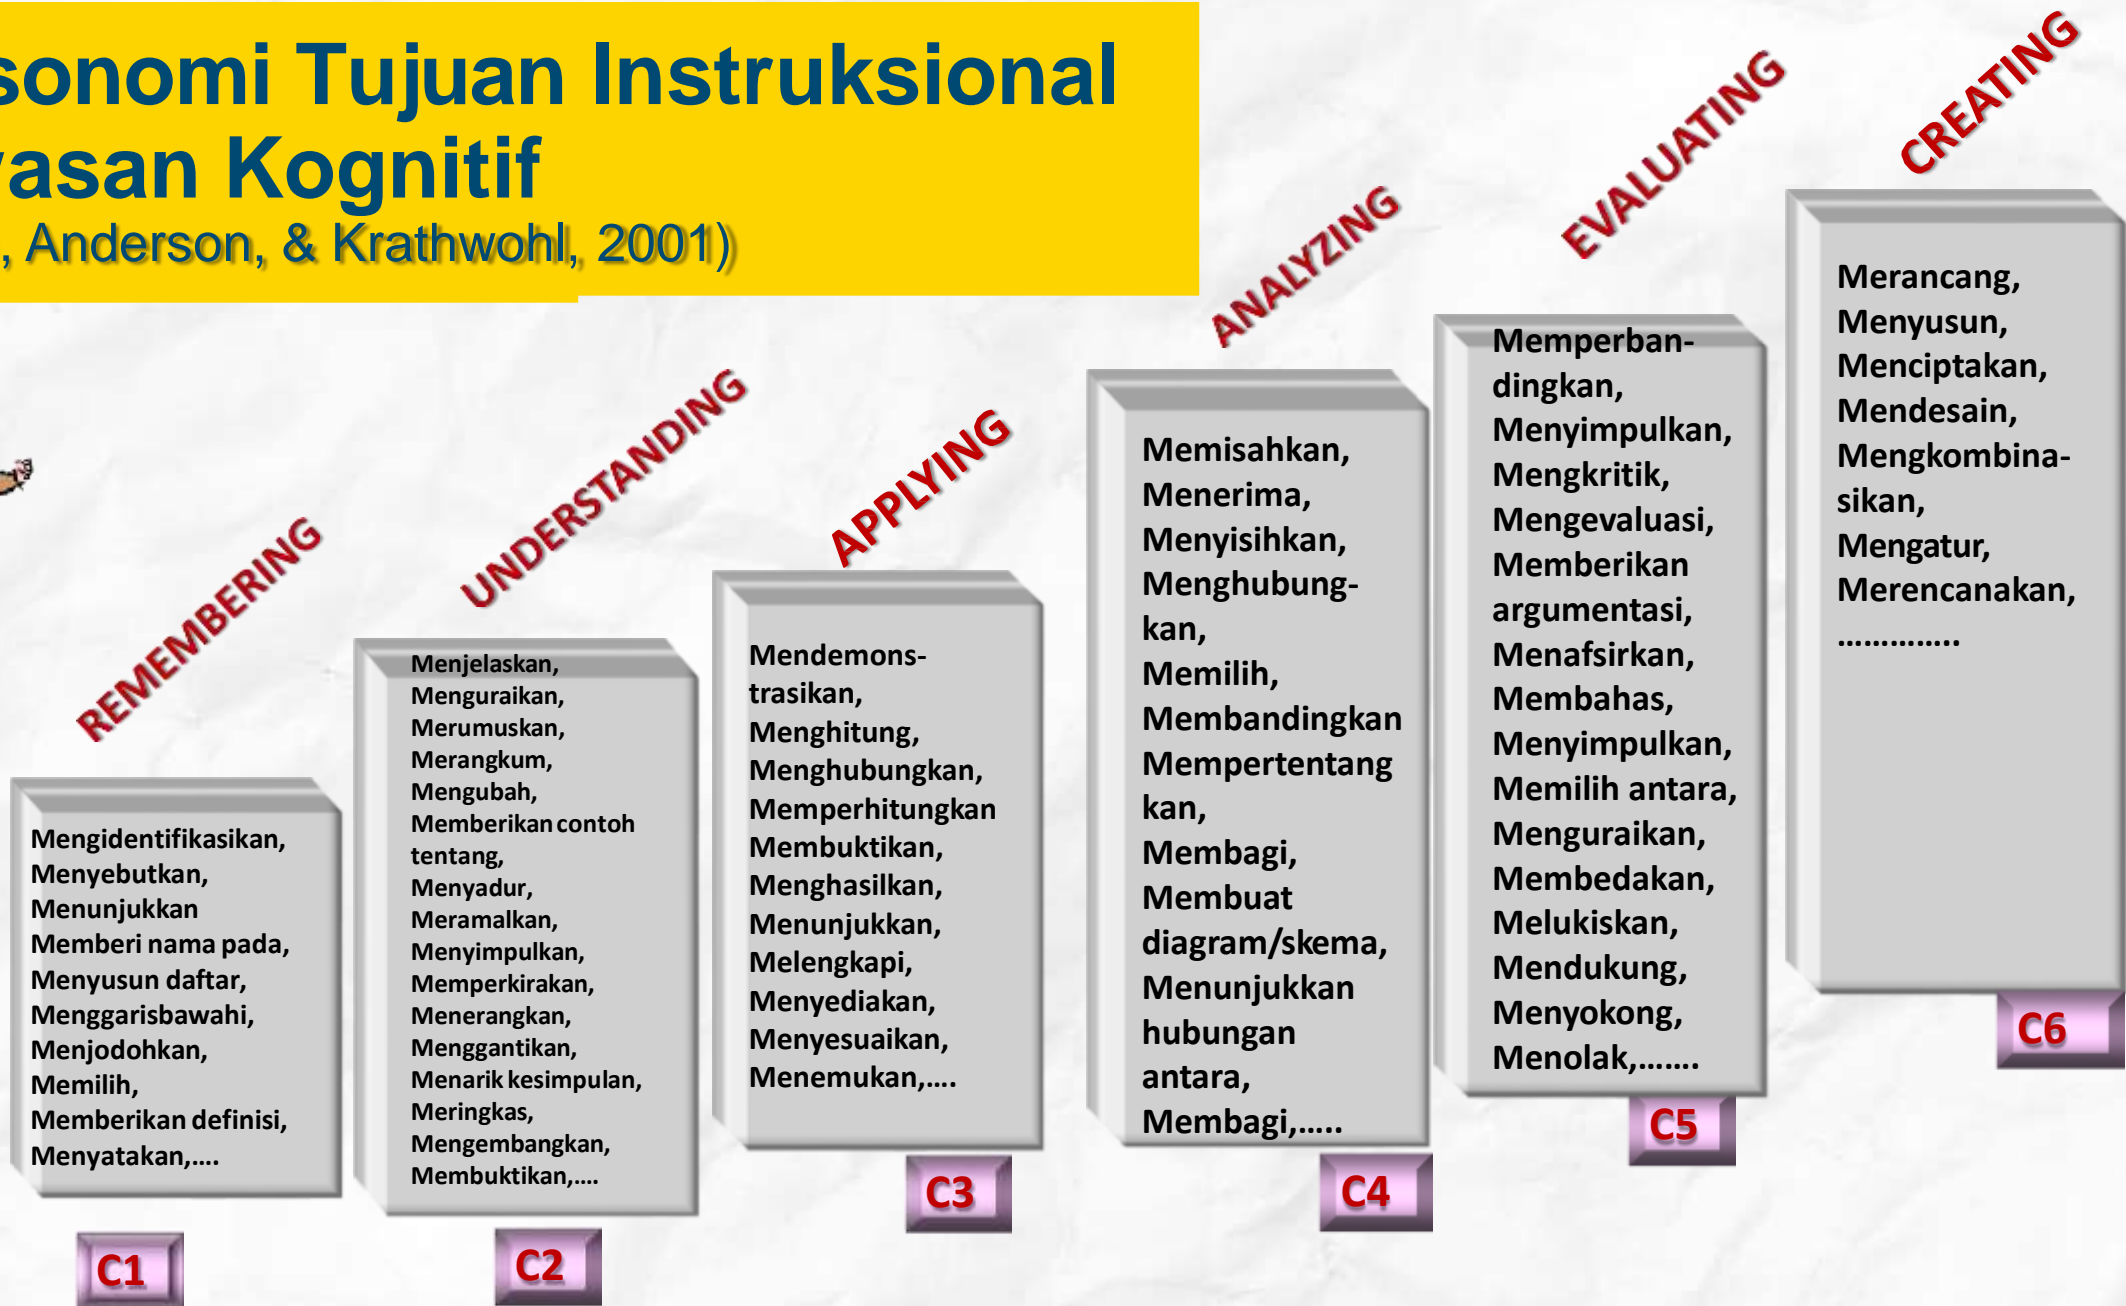 sonomi Tujuan Instruksional
asan Kognitif
, Anderson, & Krathwohl, 2001)
REMEMBERING
Mengidentifikasikan,
Menyebutkan,
Menunjukkan
Memberi nama pada,
Menyusun daftar,
Menggarisbawahi,
Menjodohkan,
Memilih,
Memberikan definisi,
Menyatakan,....
C1
UNDERSTANDING
Menjelaskan,
Menguraikan,
Merumuskan,
Merangkum,
Mengubah,
Memberikan contoh
tentang,
Menyadur,
Meramalkan,
Menyimpulkan,
Memperkirakan,
Menerangkan,
Menggantikan,
Menarik kesimpulan,
Meringkas,
Mengembangkan,
Membuktikan,....
C2
APPLYING
Mendemons-
trasikan,
Menghitung,
Menghubungkan,
Memperhitungkan
Membuktikan,
Menghasilkan,
Menunjukkan,
Melengkapi,
Menyediakan,
Menyesuaikan,
Menemukan,....
C3
ANALYZING
Memisahkan,
Menerima,
Menyisihkan,
Menghubung-
kan,
Memilih,
Membandingkan
Mempertentang
kan,
Membagi,
Membuat
diagram/skema,
Menunjukkan
hubungan
antara,
Membagi,.....
C4
EVALUATING
Memperban-
dingkan,
Menyimpulkan,
Mengkritik,
Mengevaluasi,
Memberikan
argumentasi,
Menafsirkan,
Membahas,
Menyimpulkan,
Memilih antara,
Menguraikan,
Membedakan,
Melukiskan,
Mendukung,
Menyokong,
Menolak,.......
C5
CREATING
Merancang,
Menyusun,
Menciptakan,
Mendesain,
Mengkombina-
sikan,
Mengatur,
Merencanakan,
..............
C6